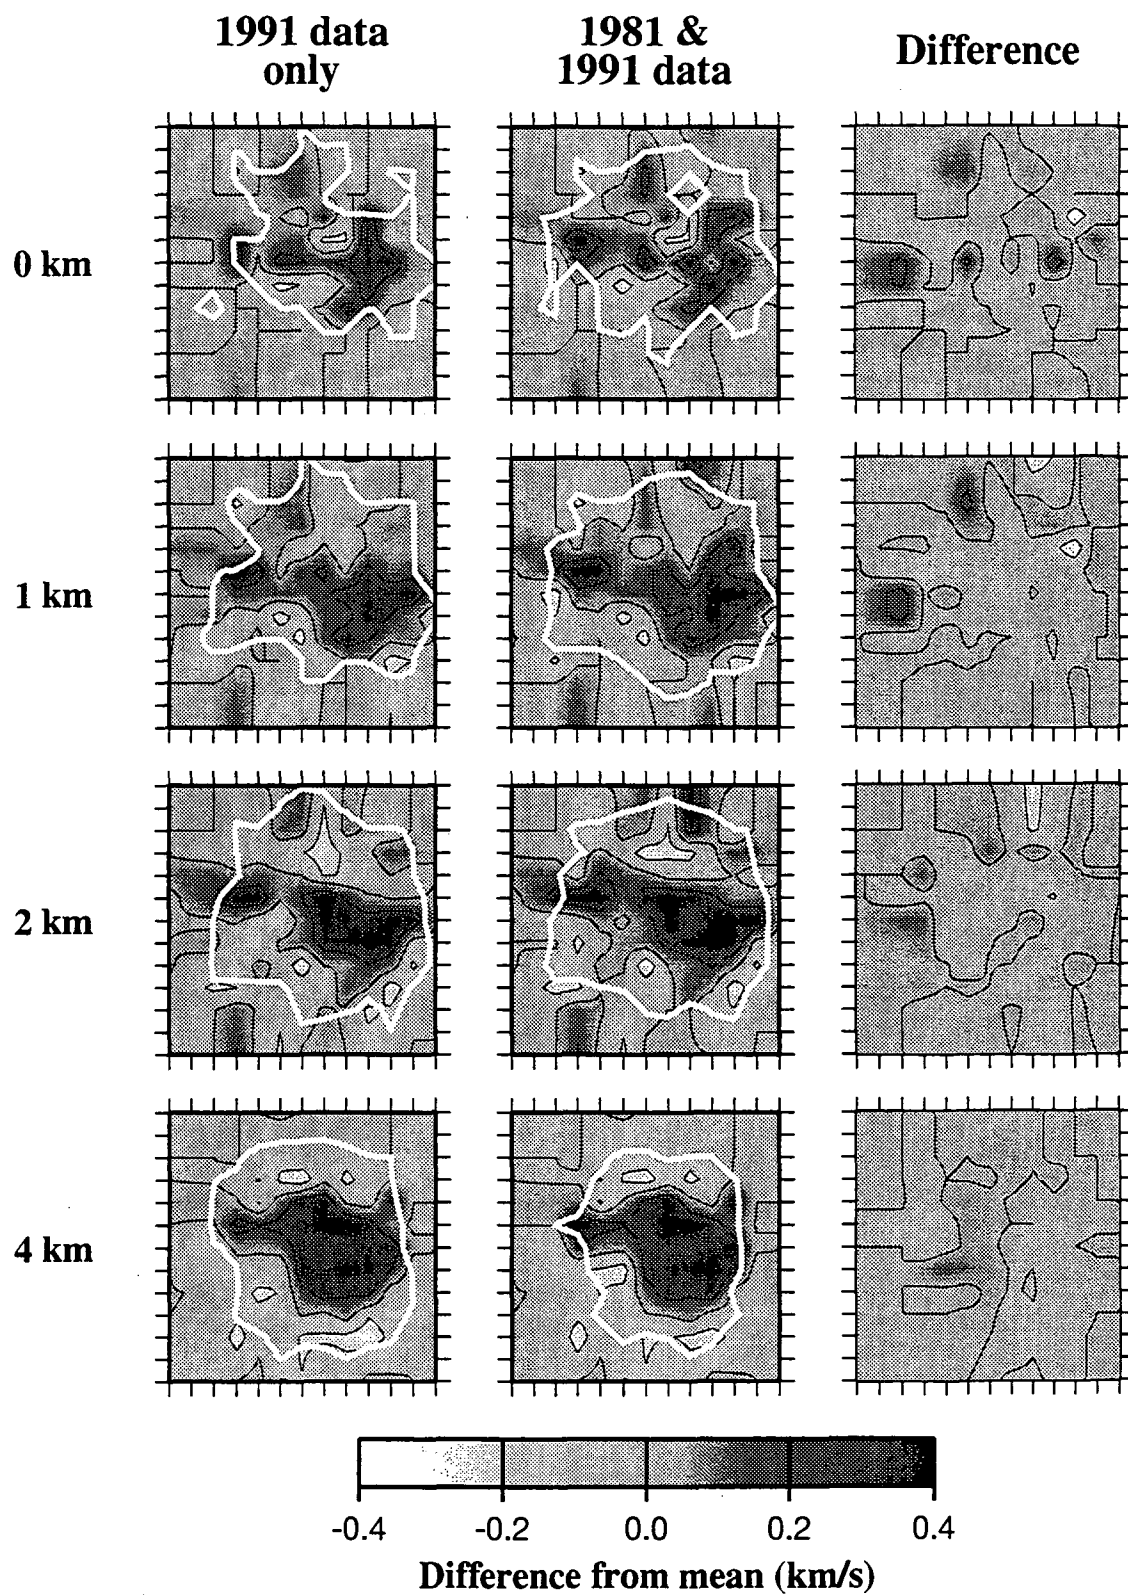 1991 data
only
1981 &
1991 data
Difference
0 km
1 km
2 km
4 km
-0.4 -0.2 0.0 0.2 0.4
Difference from mean (km/s)